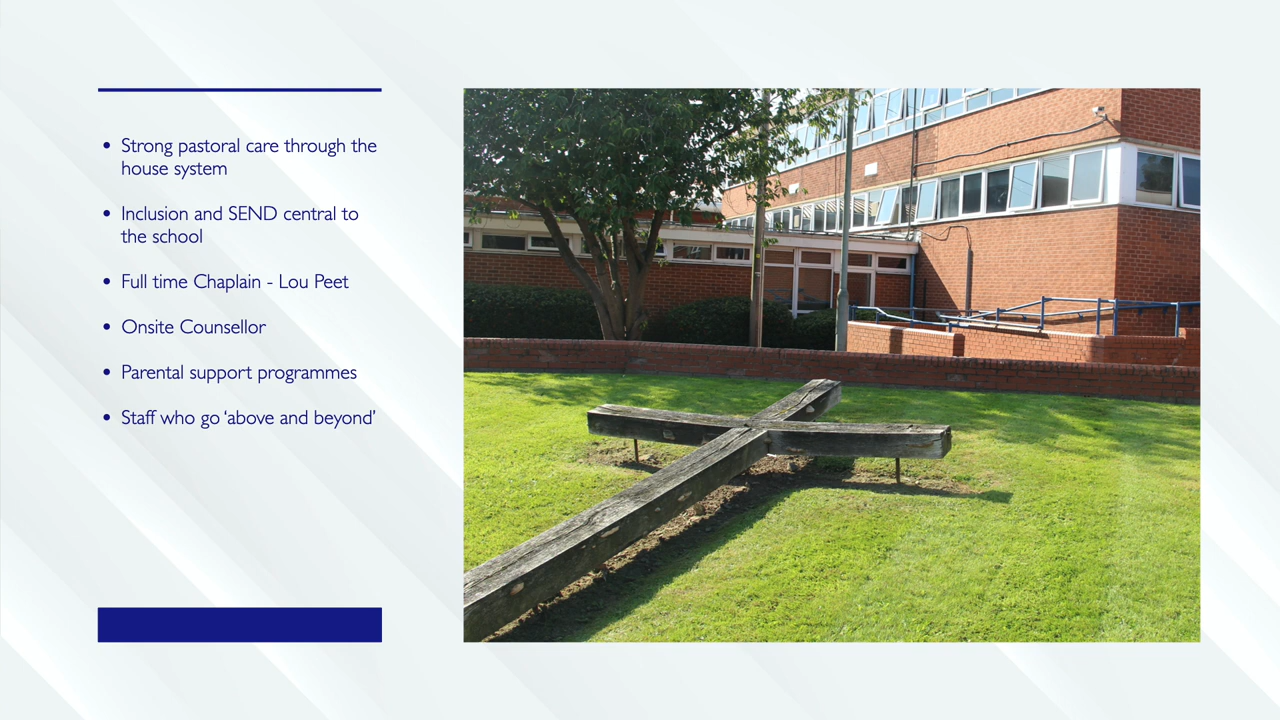 • Strong pastoral care through the
house system
• Inclusion and SEND central to
the school
• Full time Chaplain - Lou Peet
• Onsite Counsellor
• Parental support programmes
• Staff who go ‘above and beyond’